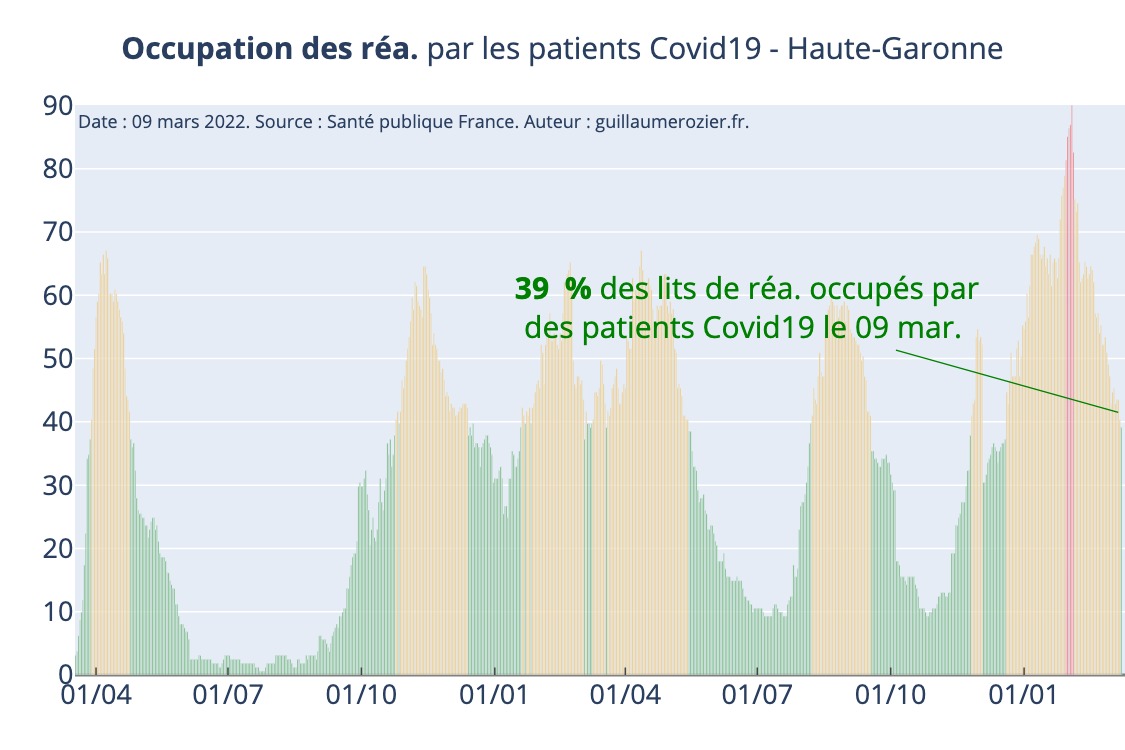 Occupation des réa. par les patients Covid19 - Haute-Garonne
90
Date : 09 mars 2022. Source : Santé publique France. Auteur : guillaumerozier.fr.
80
70
60
39 % des lits de réa. occupés par
des patients Covid19 le 09 mar.
50
40
30
20
10
0
01/04 01/07 01/10 01/01 01/04 01/07 01/10 01/01